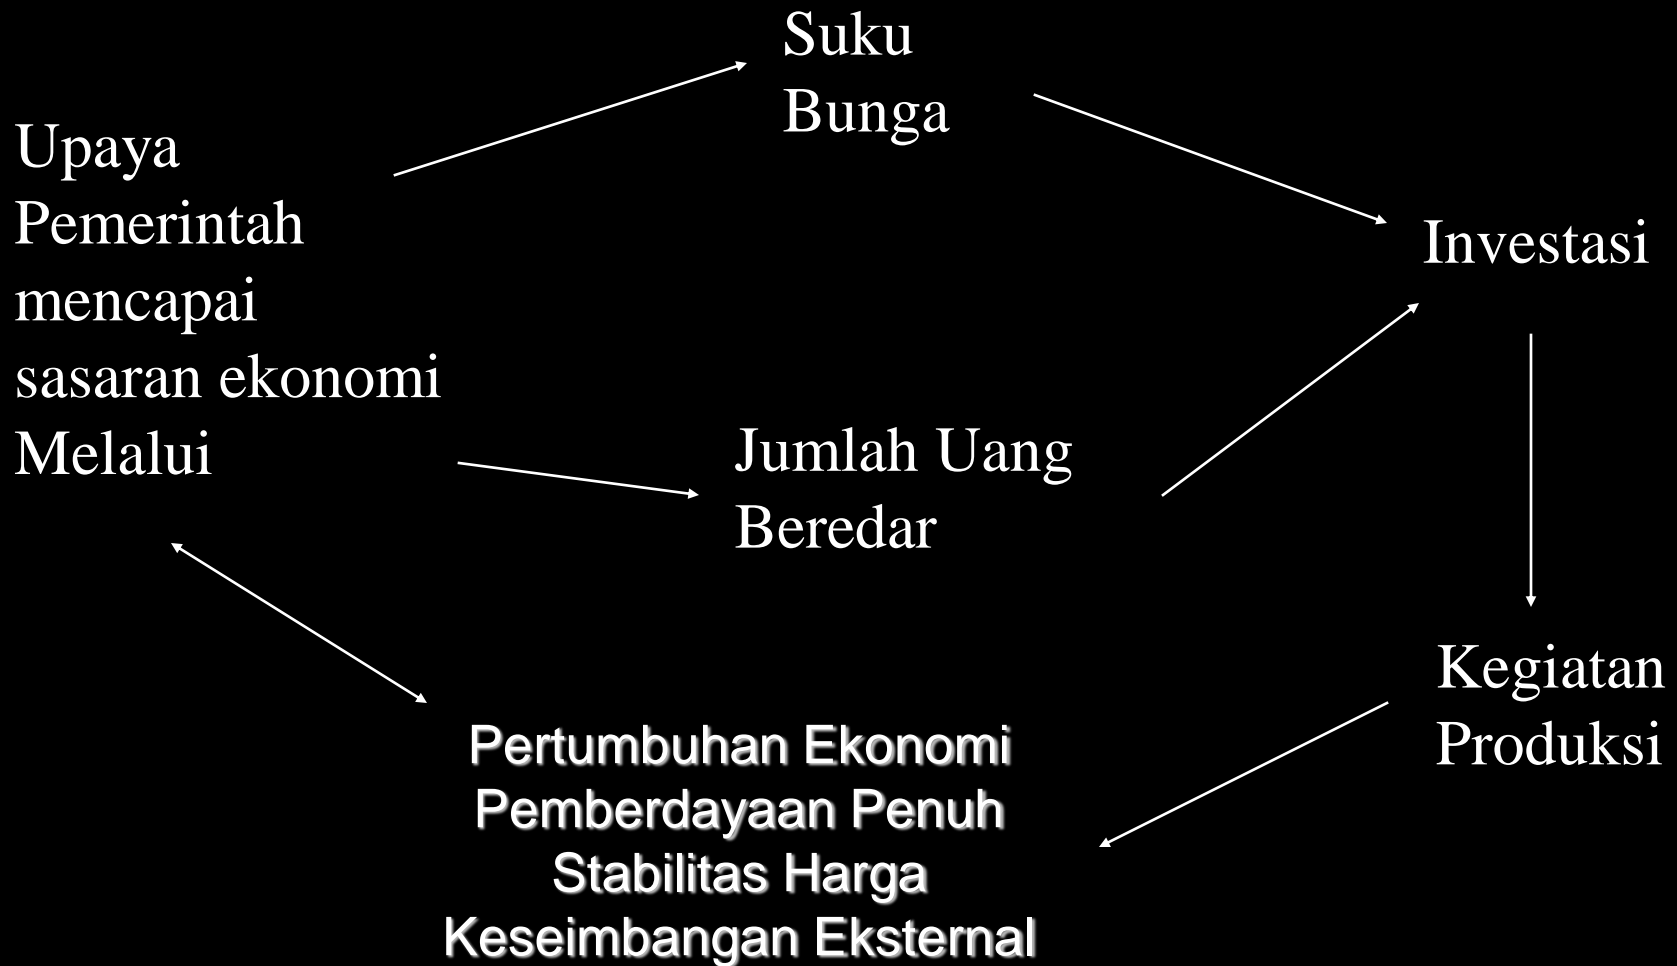 Suku
Bunga
Upaya
Pemerintah
mencapai
sasaran ekonomi
Melalui
Investasi
Jumlah Uang
Beredar
Kegiatan
Produksi
Pertumbuhan Ekonomi
Pemberdayaan Penuh
Stabilitas Harga
Keseimbangan Eksternal